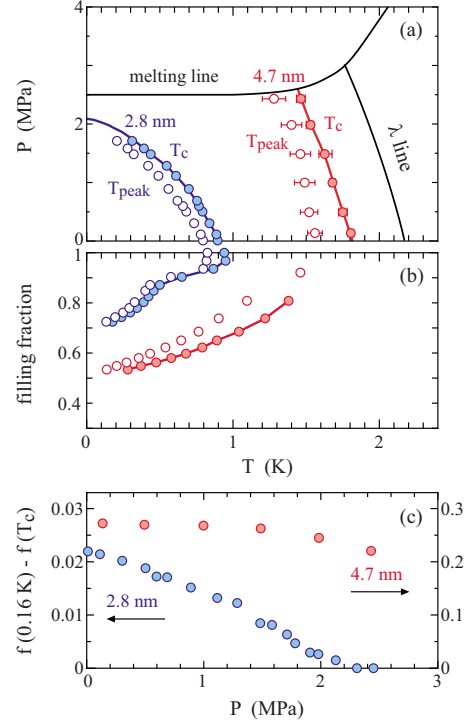 (a)
4
2
0
P (MPa)
melting line
4.7 nm
2.8 nm
Tc
Tpeak
Tpeak
Tc
λ line
(b)
1
0.8
0.6
0.4
filling fraction
0
1
2
T (K)
(c)
0.03
0.02
0.01
0
f (0.16 K) - f (Tc)
0.3
0.2
0.1
0
2.8 nm
4.7 nm
0
1
2
3
P (MPa)